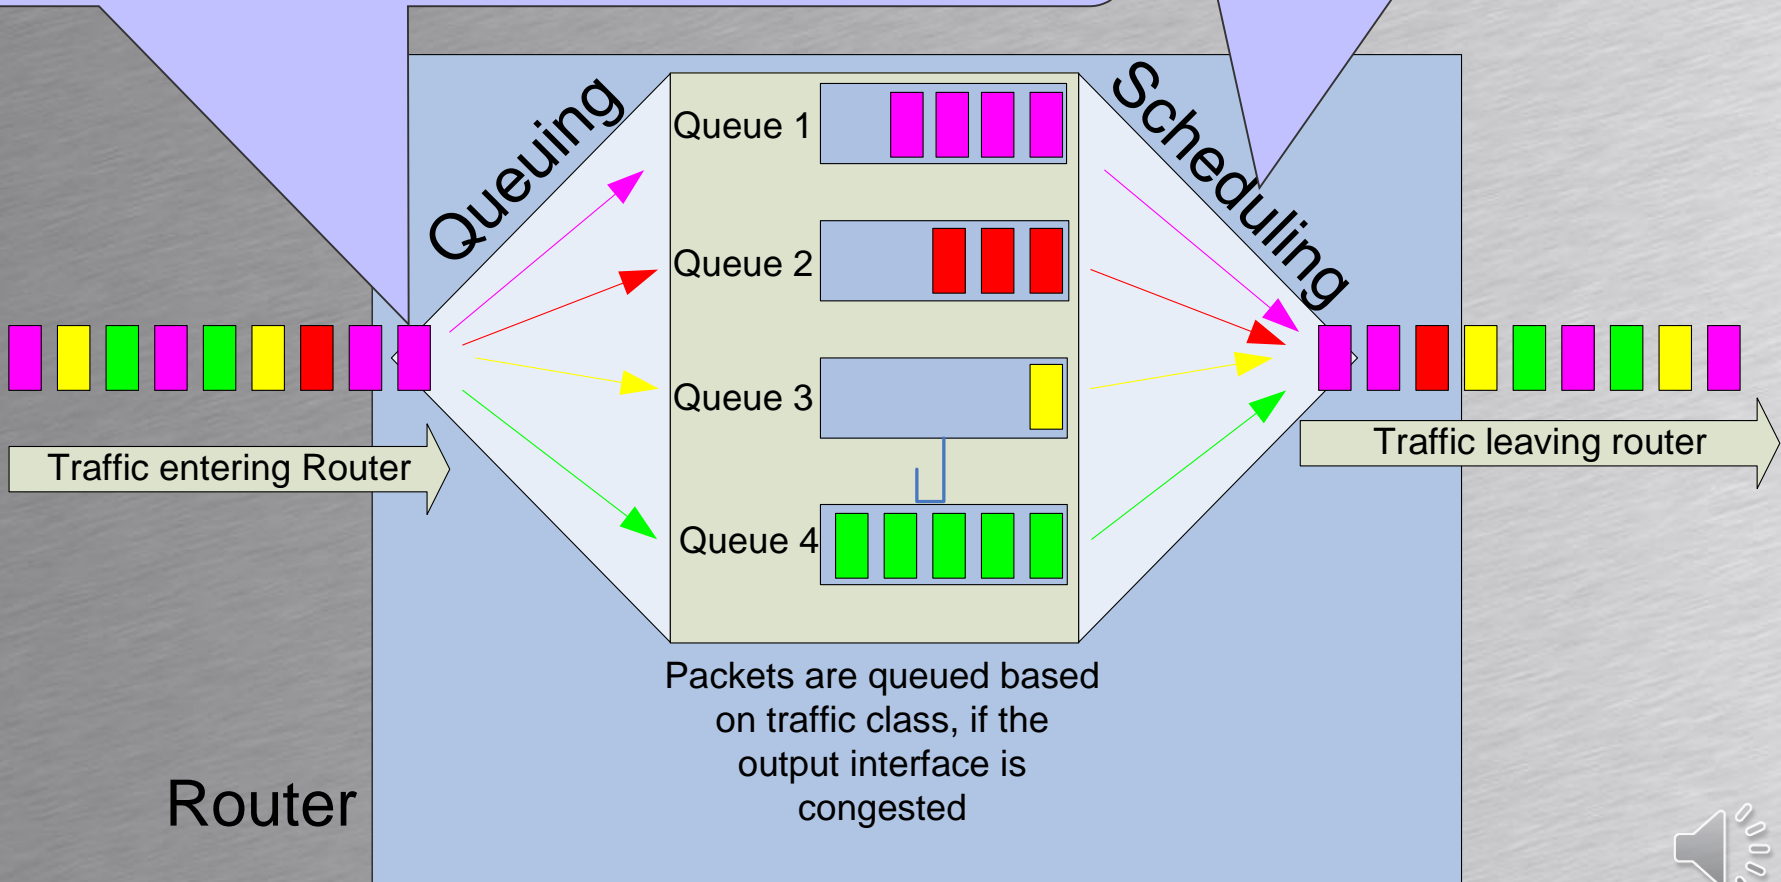 Queuing
Scheduling
Queue 1
Queue 2
Queue 3
Queue 4
Traffic entering Router
Traffic leaving router
Packets are queued based
on traffic class, if the
output interface is
congested
Router